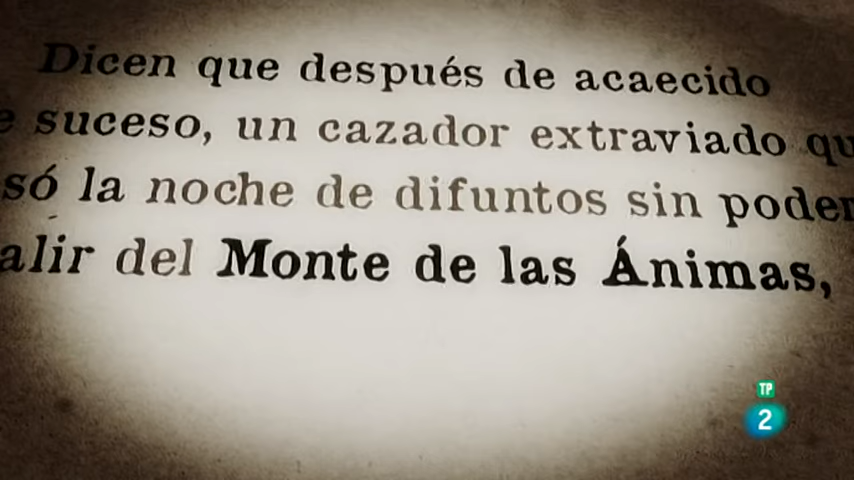 Dicen que después de acaecido
e suceso, un cazador extraviado qu
só la noche de difuntos sin poder
alir del Monte de las Ánimas,
TP
2